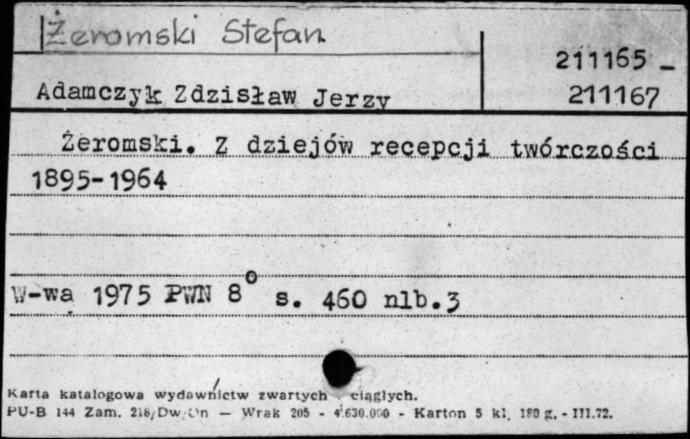 Żeromski Stefan
211165 -
Adamczyk Zdzisław Jerzy
211167
Żeromski. Z dziejów recepcji twórczości
1895-1964
W-wa 1975 PWN 8° s. 460 nlb.3
Karta katalogowa wydawnictw zwartych ciągłych.
PU-B 144 Zam. 218/Dw/On — Wrak 205 - 4.630.000 - Karton 5 kl. 180 g. - III.72.